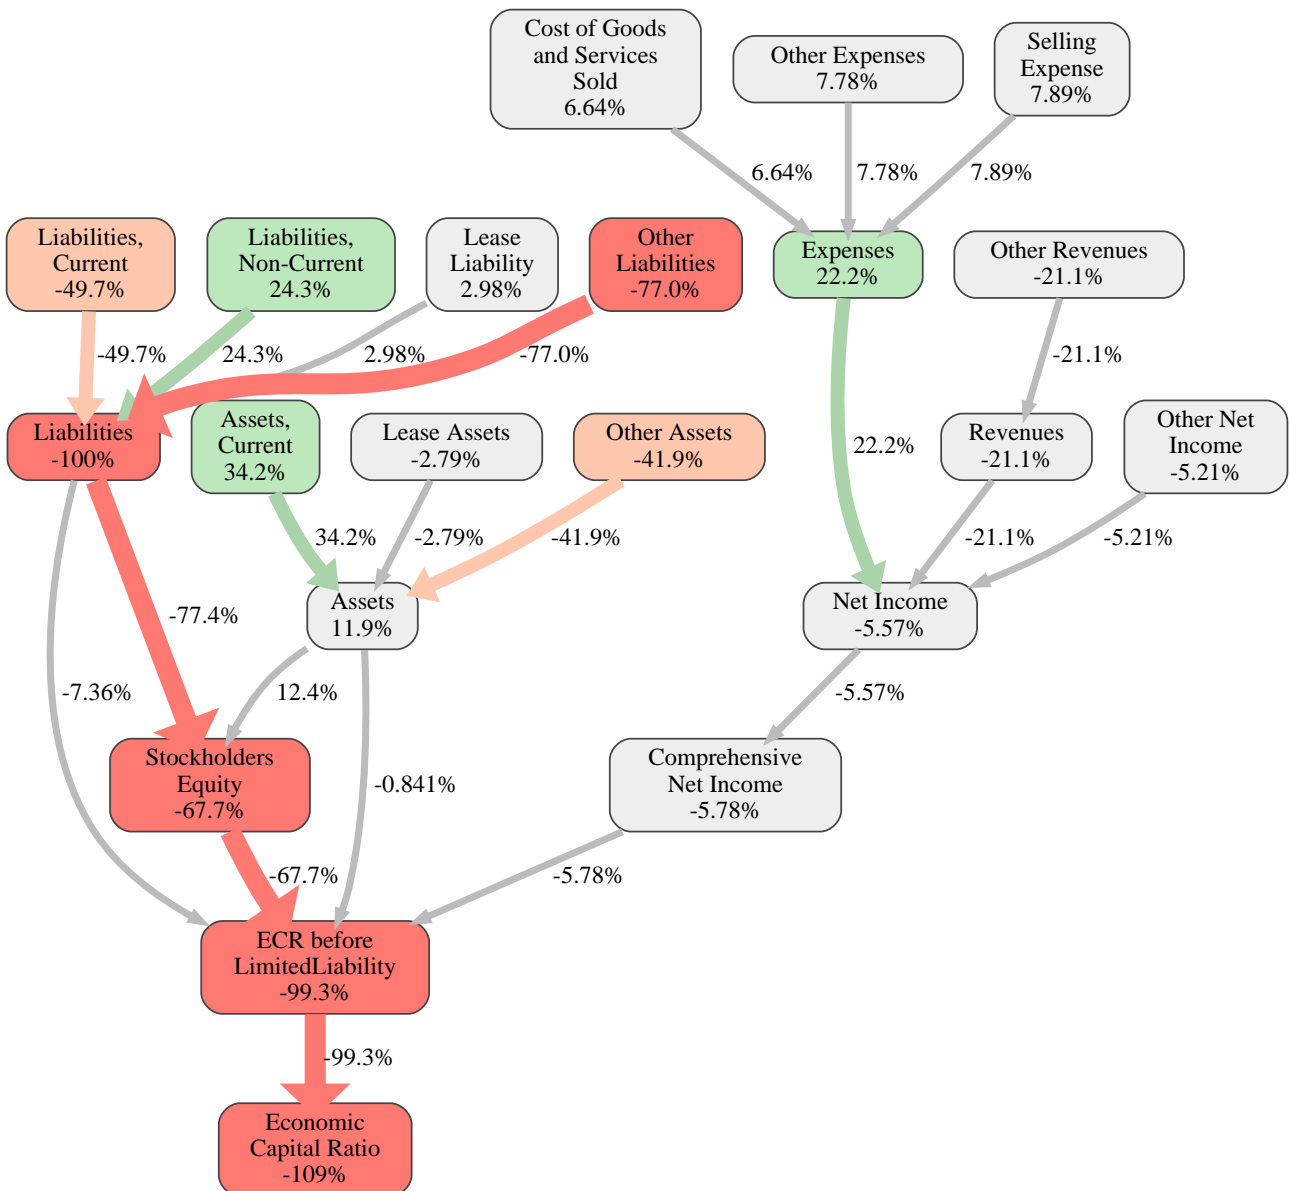 Cost of Goods
and Services
Sold
6.64%
Other Expenses
7.78%
Selling
Expense
7.89%
6.64%
7.78%
7.89%
Liabilities,
Current
-49.7%
Liabilities,
Non-Current
24.3%
Lease
Liability
2.98%
Other
Liabilities
-77.0%
Expenses
22.2%
Other Revenues
-21.1%
-49.7%
24.3%
2.98%
-77.0%
-21.1%
Liabilities
-100%
Assets,
Current
34.2%
Lease Assets
-2.79%
Other Assets
-41.9%
22.2%
Revenues
-21.1%
Other Net
Income
-5.21%
34.2%
-2.79%
-41.9%
-21.1%
-5.21%
-77.4%
Assets
11.9%
Net Income
-5.57%
-7.36%
12.4%
-5.57%
Stockholders
Equity
-67.7%
-0.841%
Comprehensive
Net Income
-5.78%
-67.7%
-5.78%
ECR before
LimitedLiability
-99.3%
-99.3%
Economic
Capital Ratio
-109%